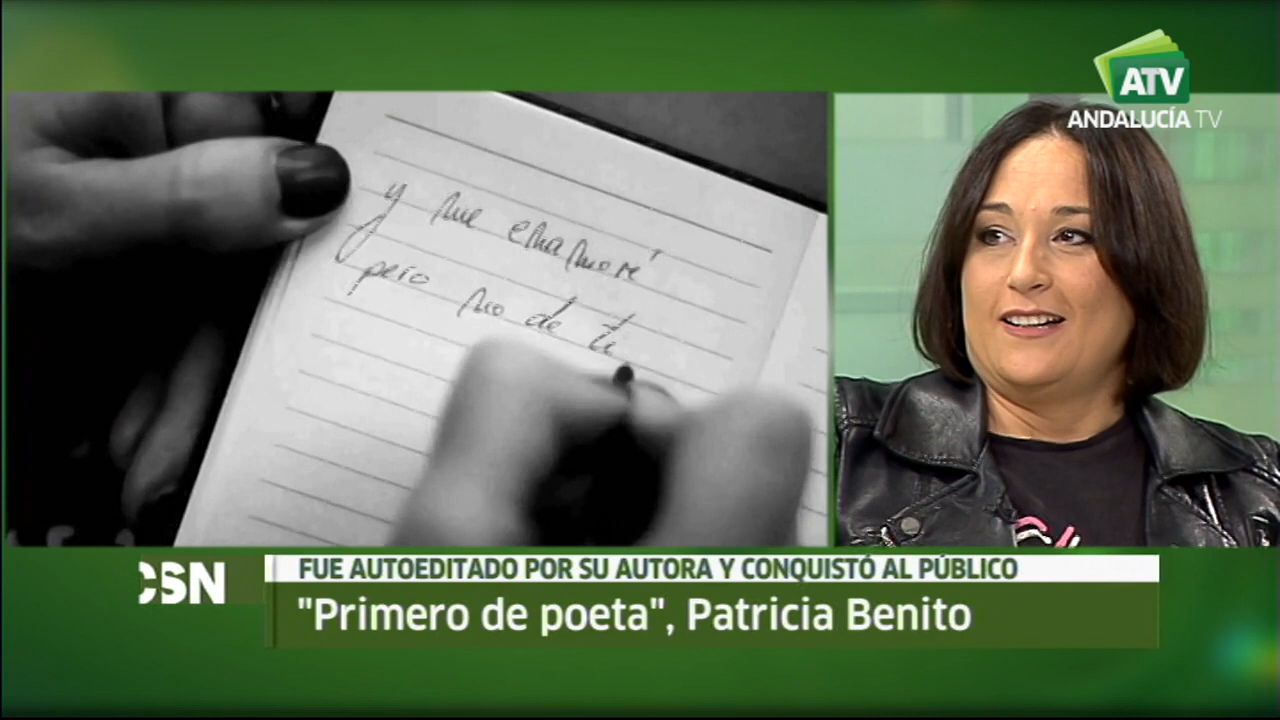 ATV
ANDALUCÍA TV
y me enamoré
pero no de ti
CSN
FUE AUTOEDITADO POR SU AUTORA Y CONQUISTÓ AL PÚBLICO
"Primero de poeta", Patricia Benito